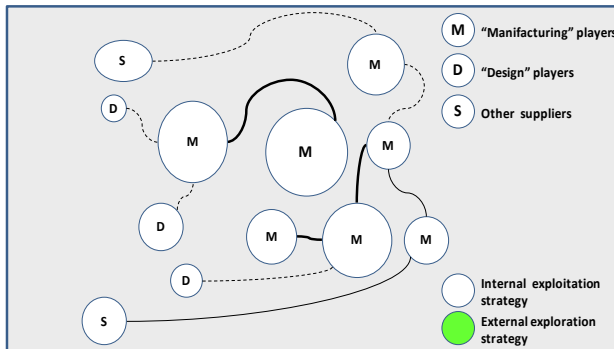 M
"Manifacturing" players
S
M
D
"Design" players
D
M
M
M
S
Other suppliers
D
M
M
M
D
Internal exploitation
strategy
S
External exploration
strategy